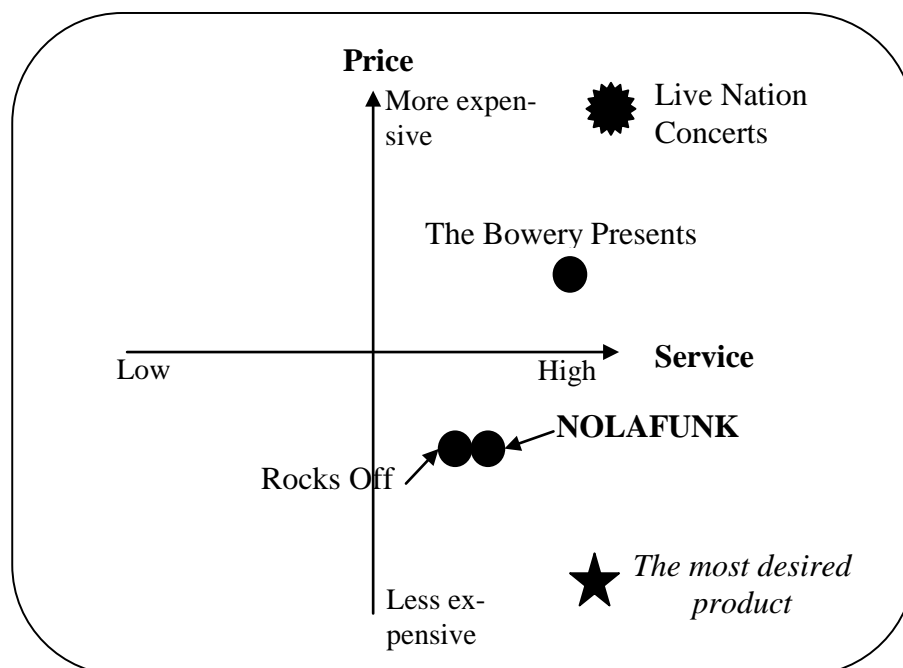 Price
More expen-
sive
Live Nation
Concerts
The Bowery Presents
Low
High
Service
NOLAFUNK
Rocks Off
The most desired
product
Less ex-
pensive